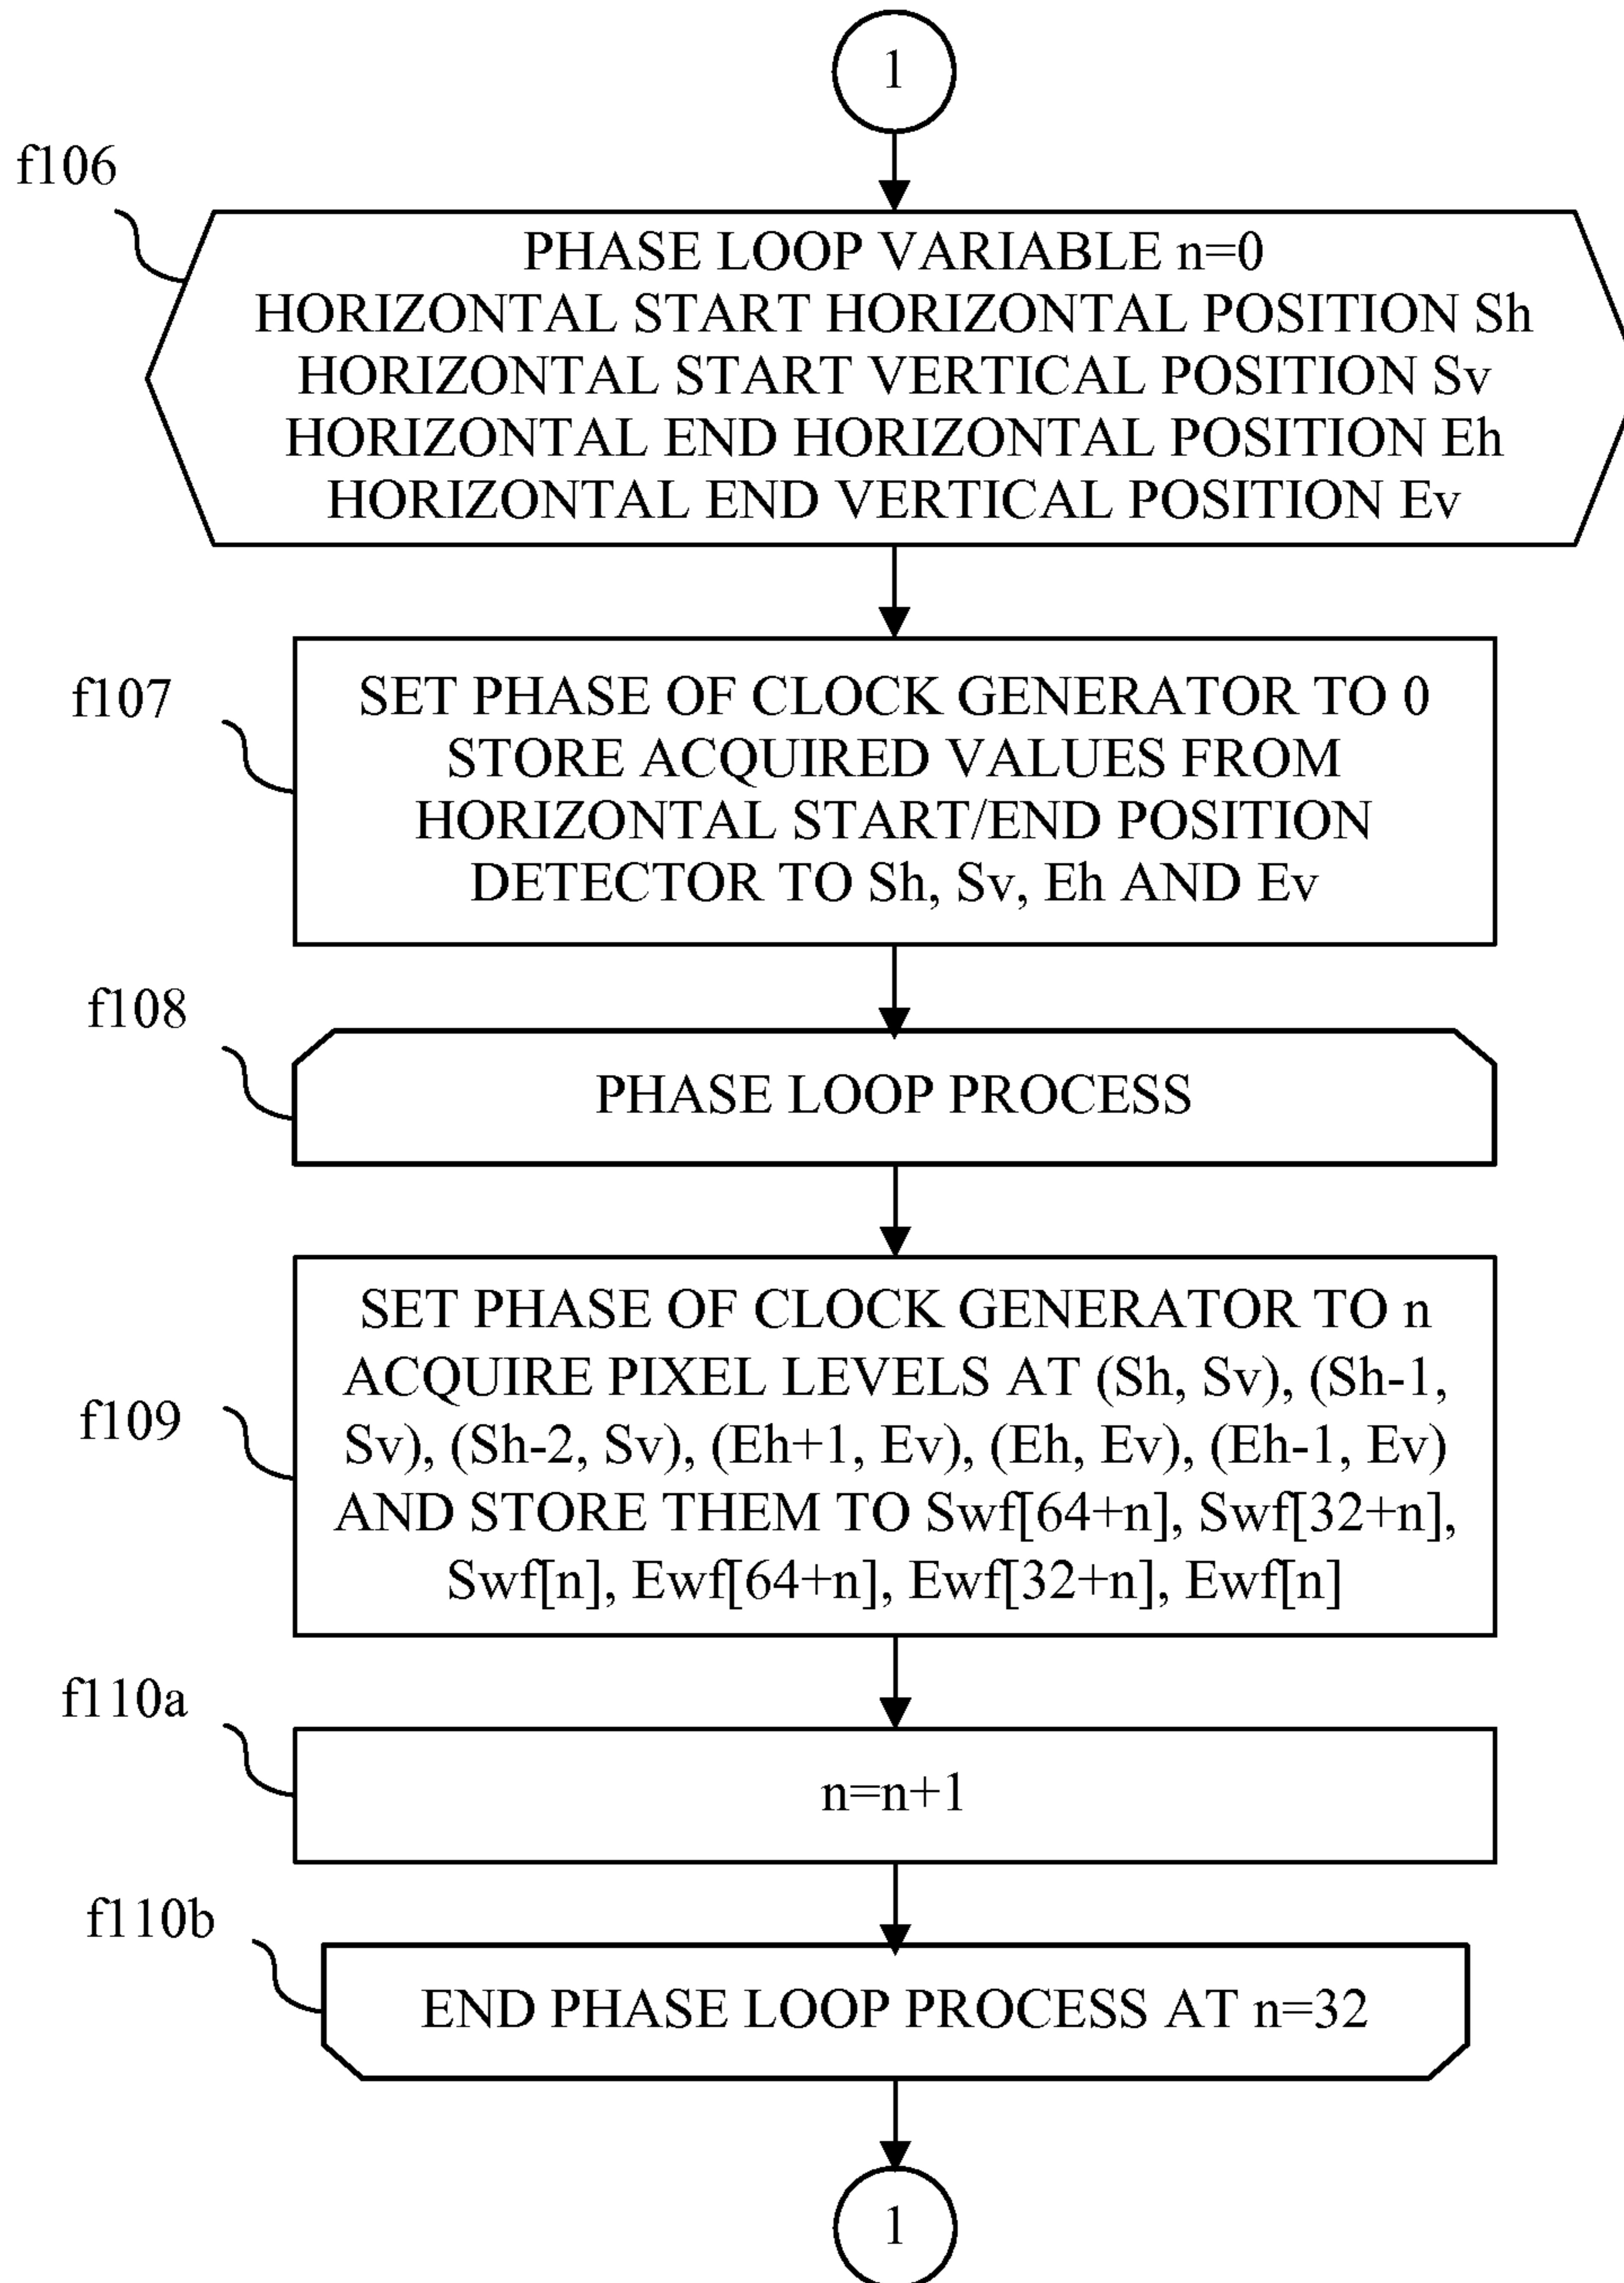 1
f106
PHASE LOOP VARIABLE n=0
HORIZONTAL START HORIZONTAL POSITION Sh
HORIZONTAL START VERTICAL POSITION Sv
HORIZONTAL END HORIZONTAL POSITION Eh
HORIZONTAL END VERTICAL POSITION Ev
f107
SET PHASE OF CLOCK GENERATOR TO 0
STORE ACQUIRED VALUES FROM
HORIZONTAL START/END POSITION
DETECTOR TO Sh, Sv, Eh AND Ev
f108
PHASE LOOP PROCESS
f109
SET PHASE OF CLOCK GENERATOR TO n
ACQUIRE PIXEL LEVELS AT (Sh, Sv), (Sh-1,
Sv), (Sh-2, Sv), (Eh+1, Ev), (Eh, Ev), (Eh-1, Ev)
AND STORE THEM TO Swf[64+n], Swf[32+n],
Swf[n], Ewf[64+n], Ewf[32+n], Ewf[n]
f110a
n=n+1
f110b
END PHASE LOOP PROCESS AT n=32
1